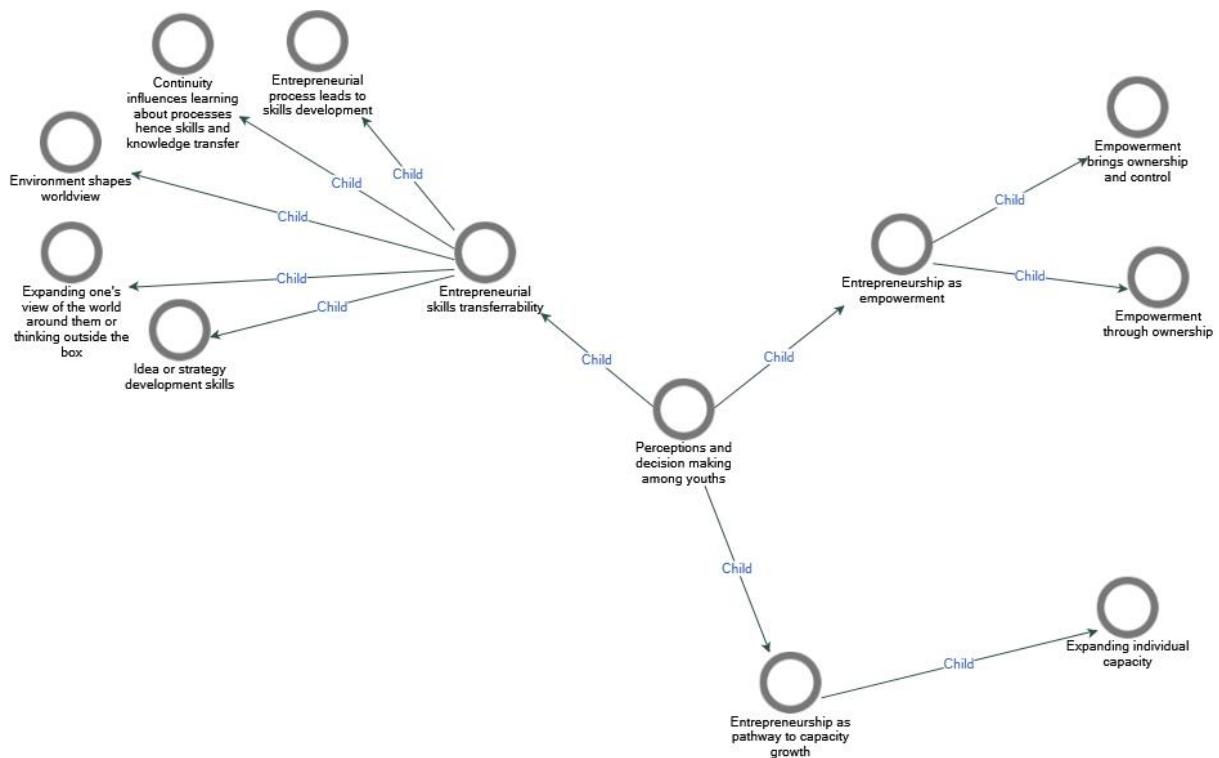 Continuity
influences learning
about processes
hence skills and
knowledge transfer
Entrepreneurial
process leads to
skills development
Environment shapes
worldview
Expanding one's
view of the world
around them or
thinking outside the
box
Idea or strategy
development skills
Child
Child
Child
Child
Child
Entrepreneurial
skills transferrability
Child
Perceptions and
decision making
among youths
Child
Entrepreneurship as
empowerment
Child
Empowerment
brings ownership
and control
Child
Empowerment
through ownership
Child
Entrepreneurship as
pathway to capacity
growth
Child
Expanding individual
capacity